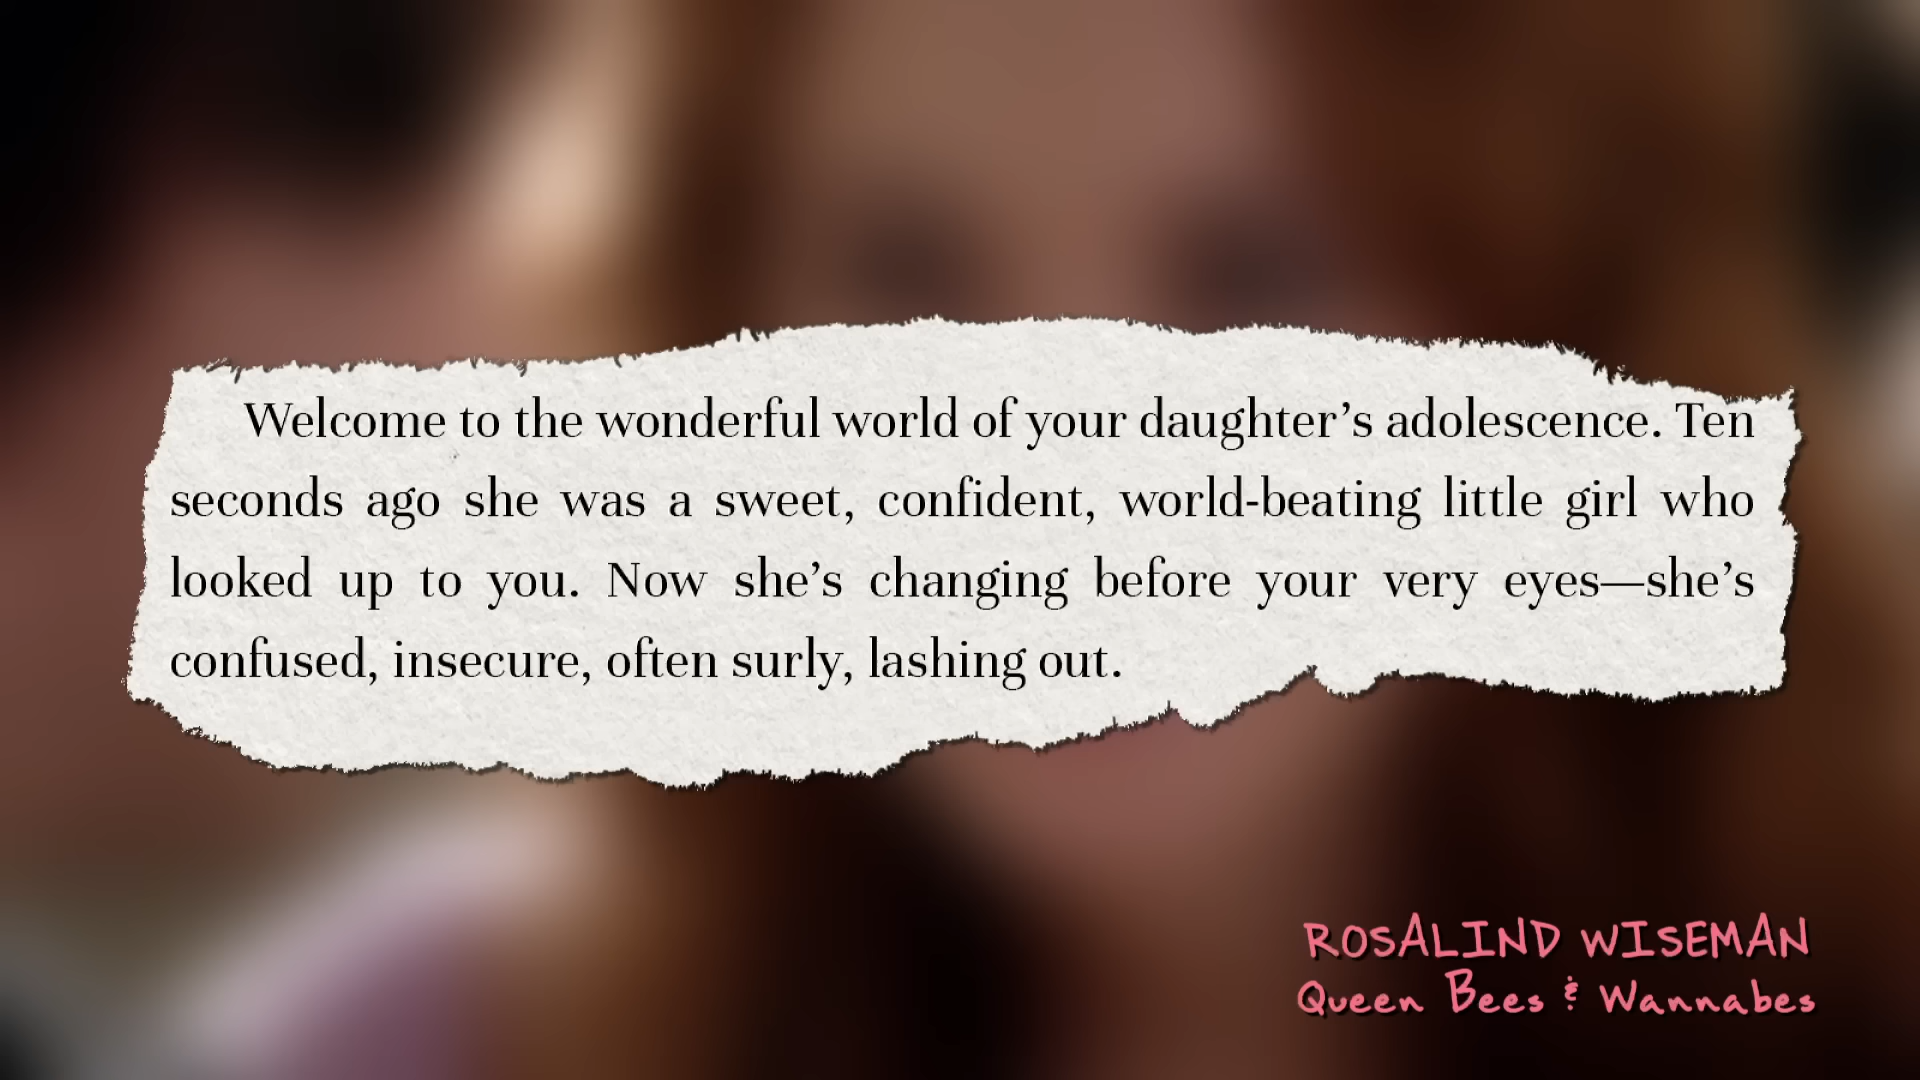 Welcome to the wonderful world of your daughter’s adolescence. Ten
seconds ago she was a sweet, confident, world-beating little girl who
looked up to you. Now she’s changing before your very eyes—she’s
confused, insecure, often surly, lashing out.
ROSALIND WISEMAN
Queen Bees & Wannabes